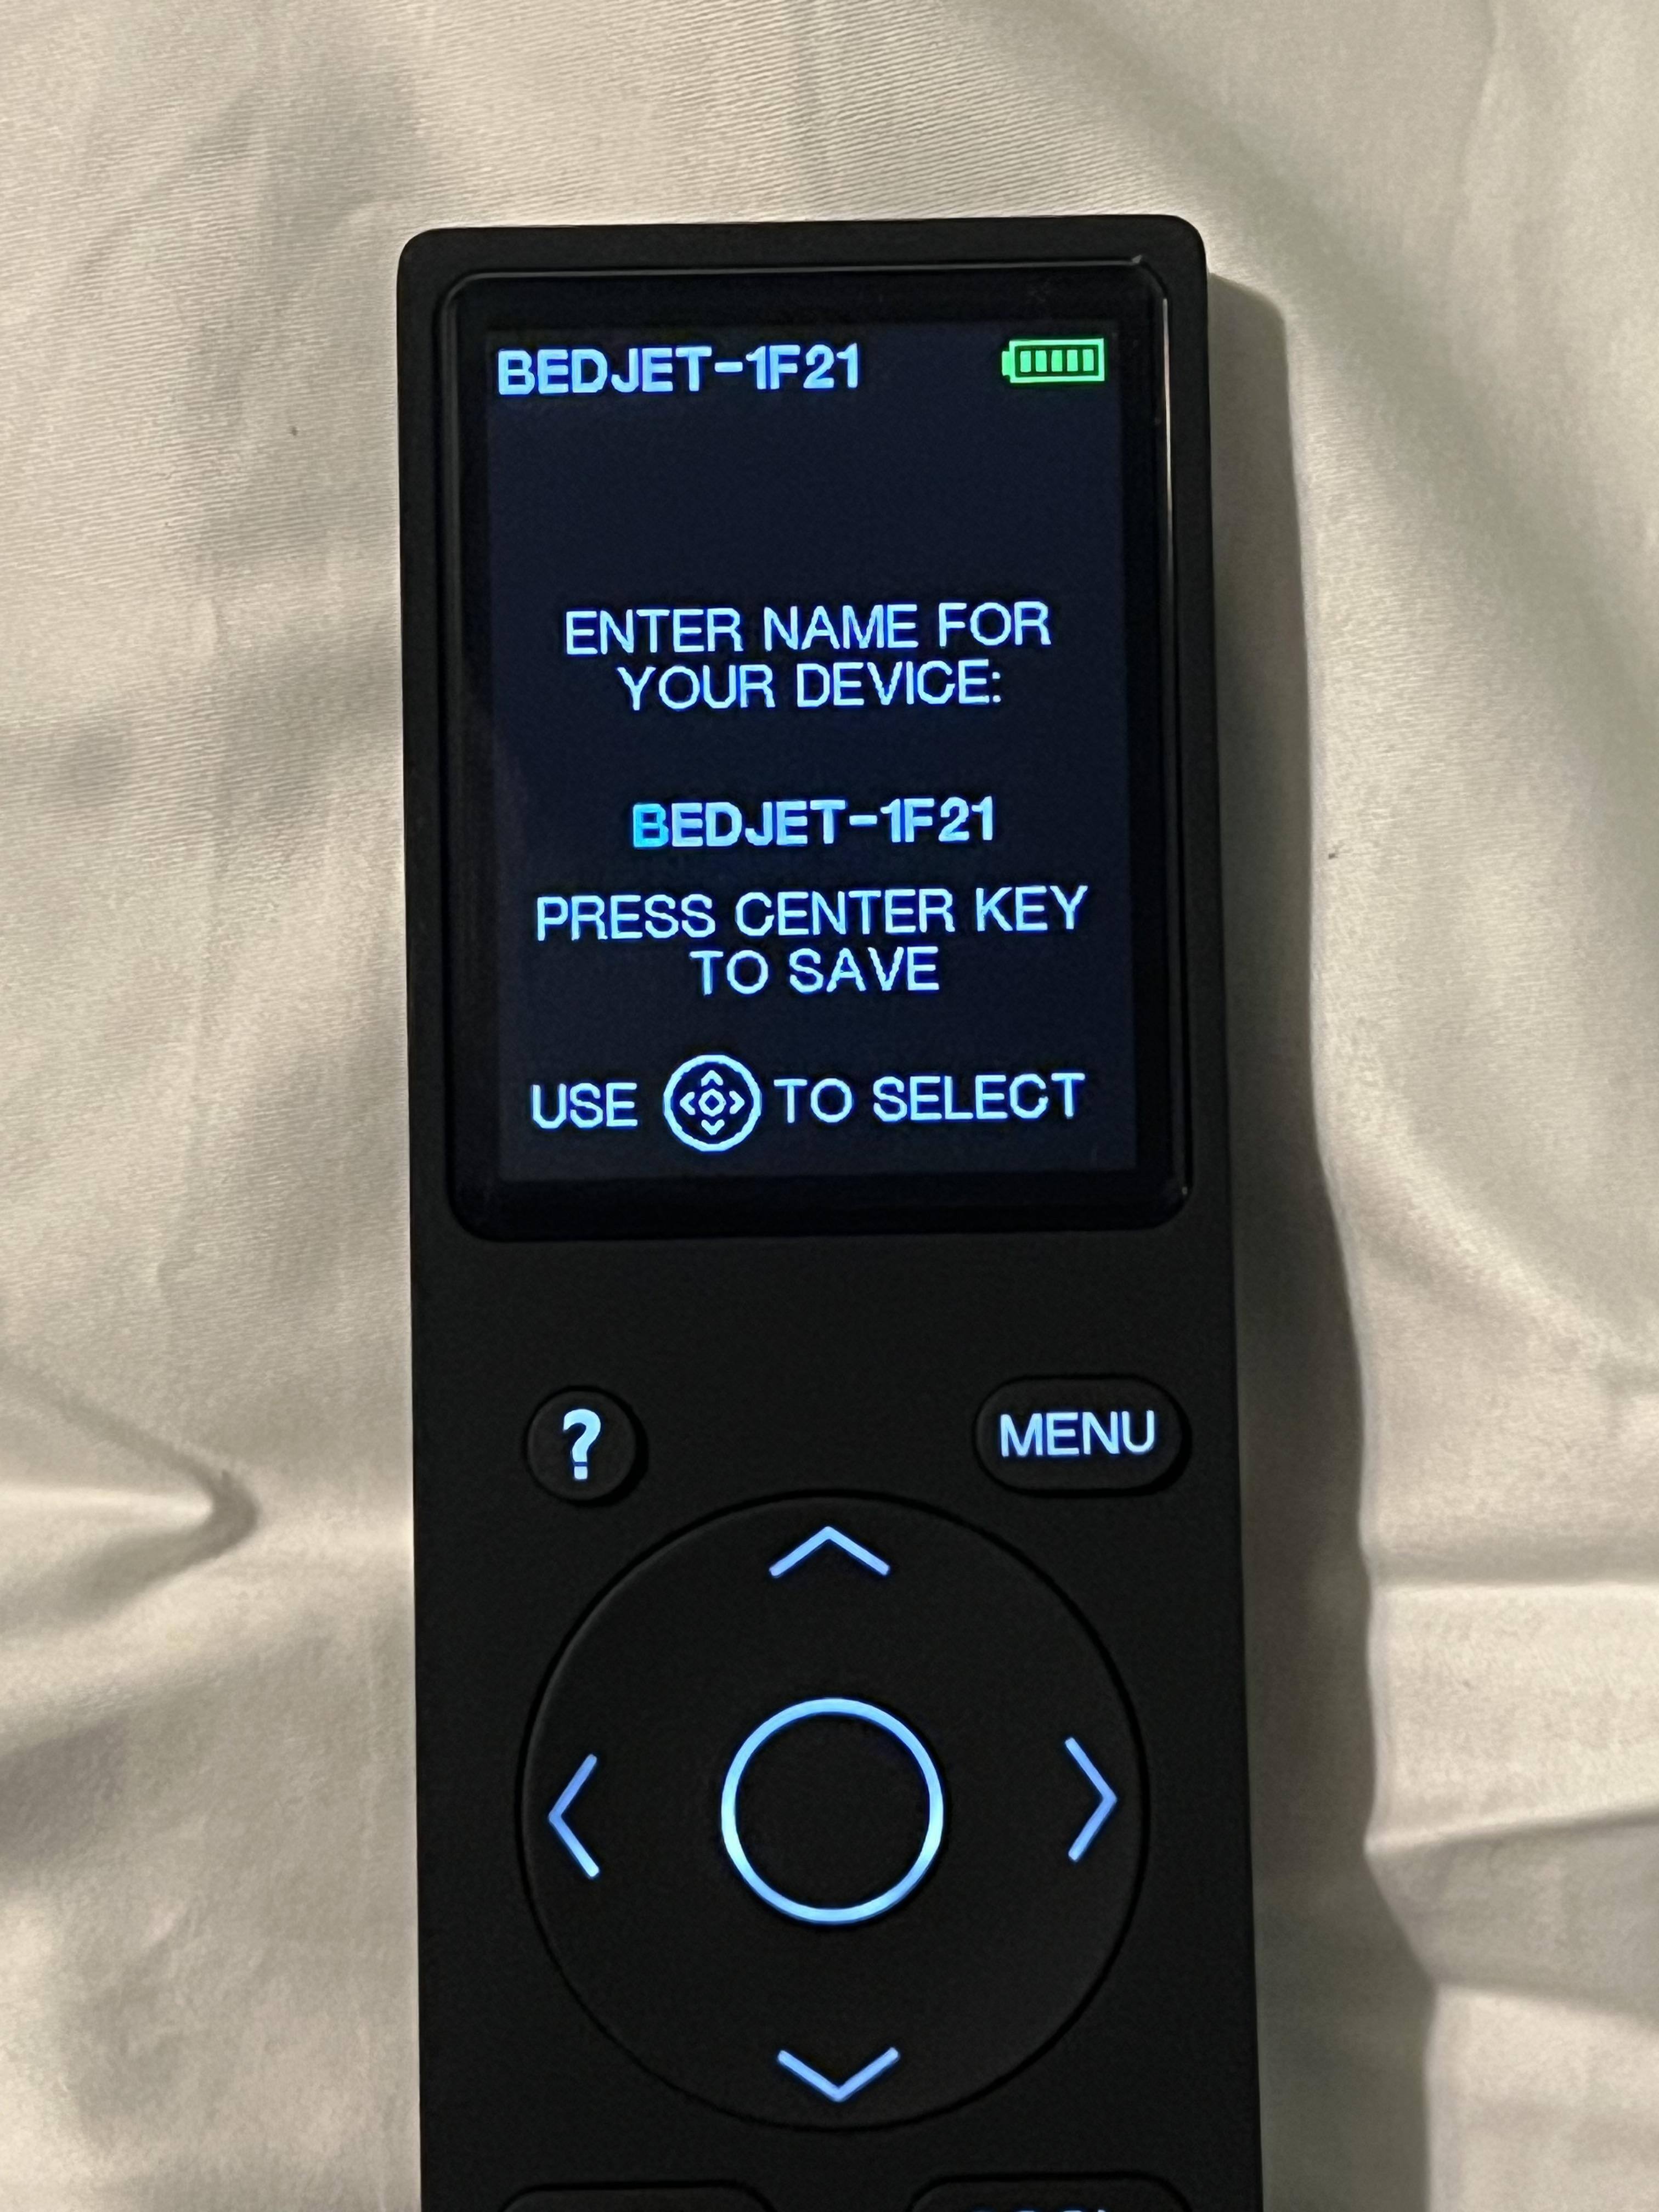 BEDJET-1F21
ENTER NAME FOR
YOUR DEVICE:
BEDJET-1F21
PRESS CENTER KEY
TO SAVE
USE TO SELECT
?
MENU